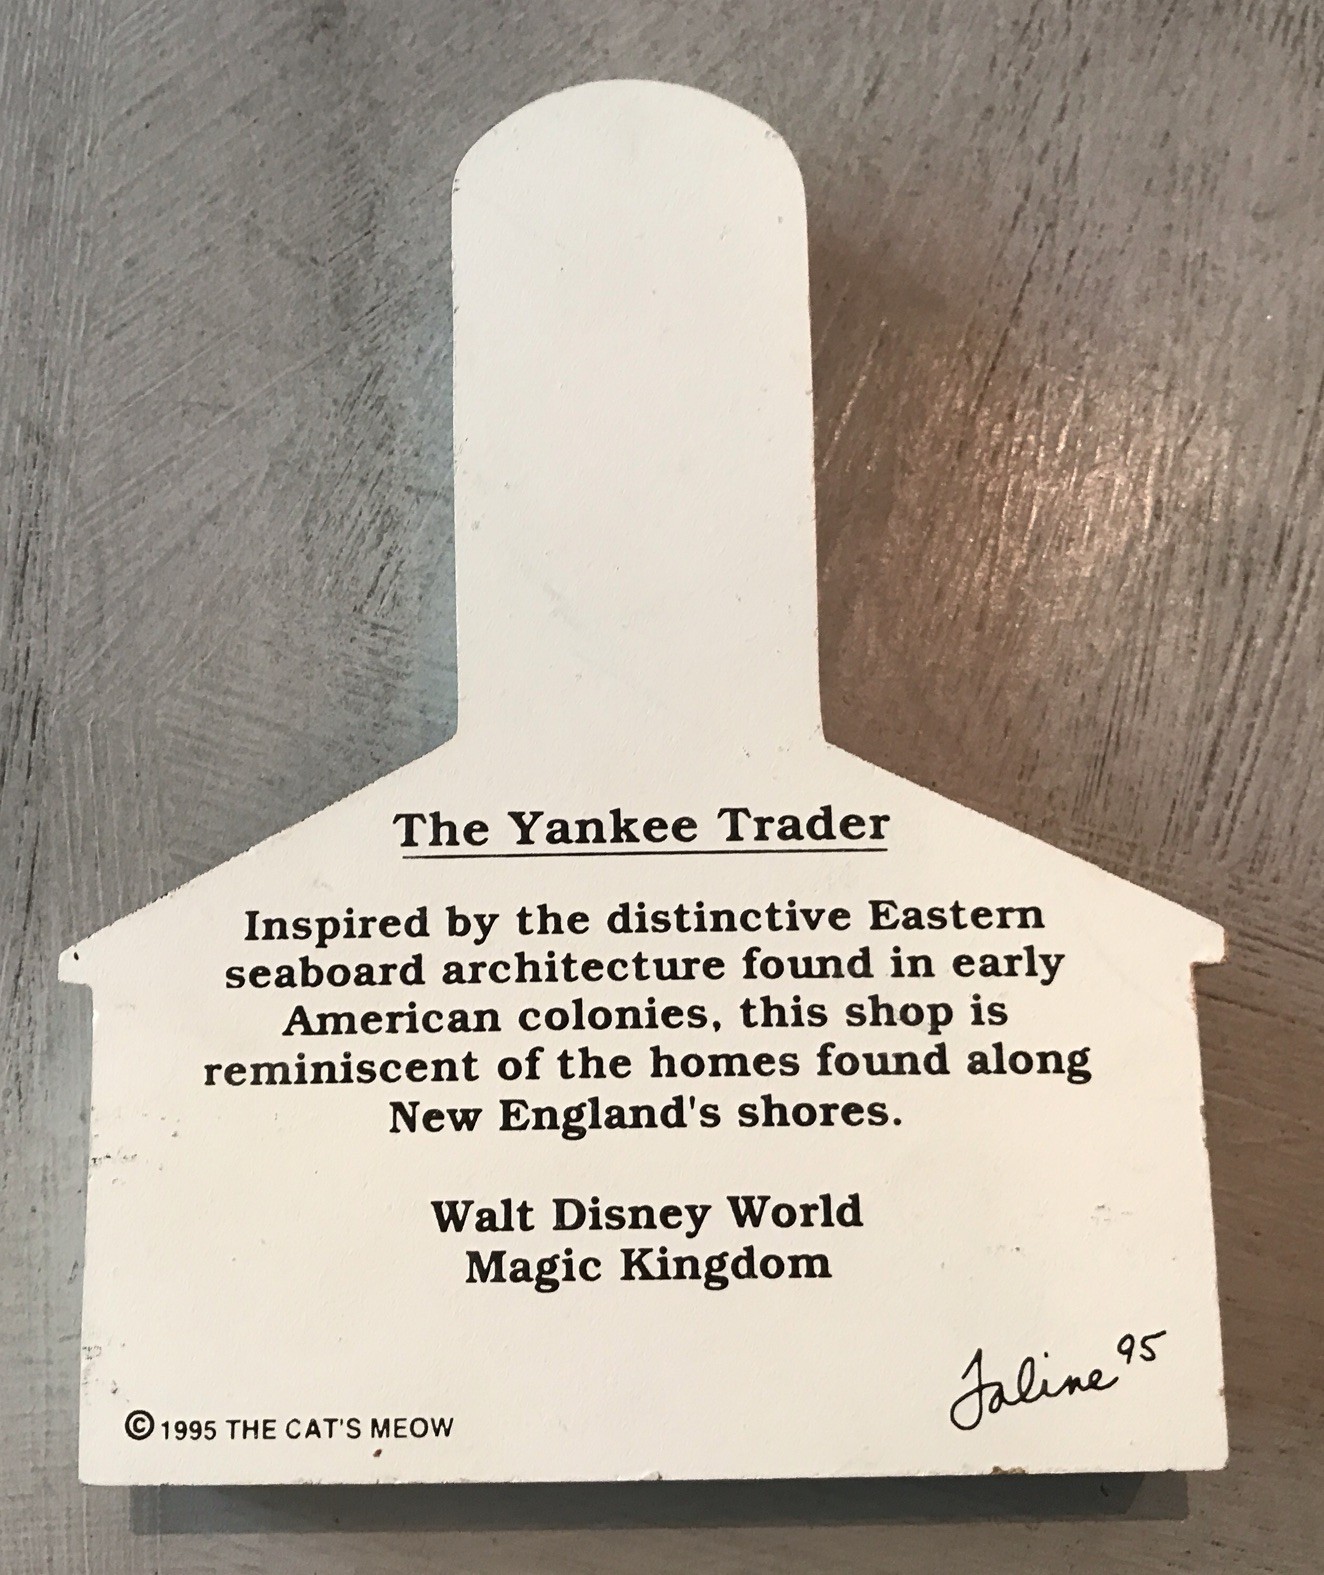 The Yankee Trader
Inspired by the distinctive Eastern
seaboard architecture found in early
American colonies, this shop is
reminiscent of the homes found along
New England's shores.
Walt Disney World
Magic Kingdom
Faline 95
© 1995 THE CAT'S MEOW